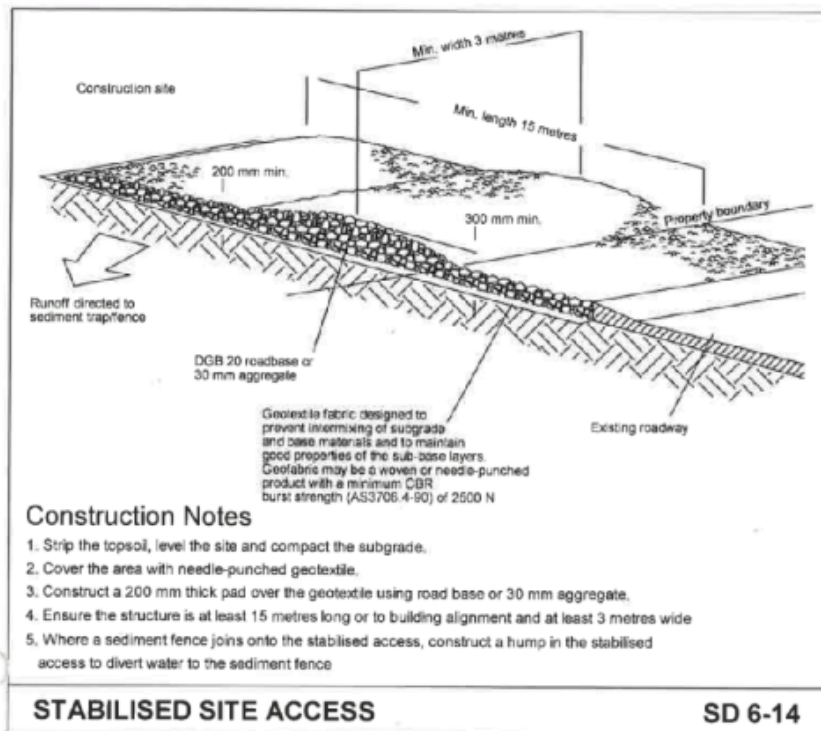 Min. width 3 metres
Construction site
Min. length 15 metres
200 mm min.
300 mm min.
Property boundary
Runoff directed to
sediment trap/fence
DGB 20 roadbase or
30 mm aggregate
Geotextile fabric designed to
prevent intermixing of subgrade
and base materials and to maintain
good properties of the sub-base layers.
Geofabric may be a woven or needle-punched
product with a minimum CBR
burst strength (AS3706.4-90) of 2500 N
Existing roadway
Construction Notes
1. Strip the topsoil, level the site and compact the subgrade.
2. Cover the area with needle-punched geotextile.
3. Construct a 200 mm thick pad over the geotextile using road base or 30 mm aggregate.
4. Ensure the structure is at least 15 metres long or to building alignment and at least 3 metres wide
5. Where a sediment fence joins onto the stabilised access, construct a hump in the stabilised
access to divert water to the sediment fence
STABILISED SITE ACCESS SD 6-14